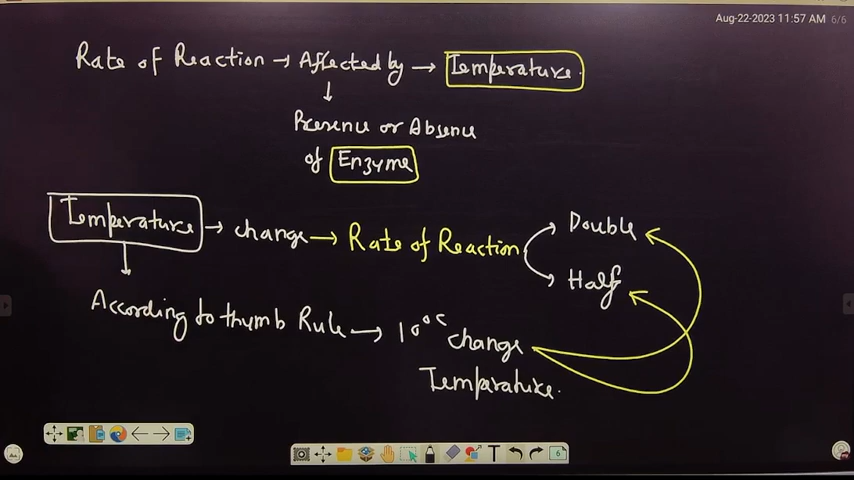 Aug-22-2023 11:57 AM 6/6
Rate of Reaction → Affected by → Temperature.
↓
Presence or Absence
of Enzyme
Temperature → change → Rate of Reaction
Double
Half
↓
According to thumb Rule → 10°C change
Temparature.
T
6